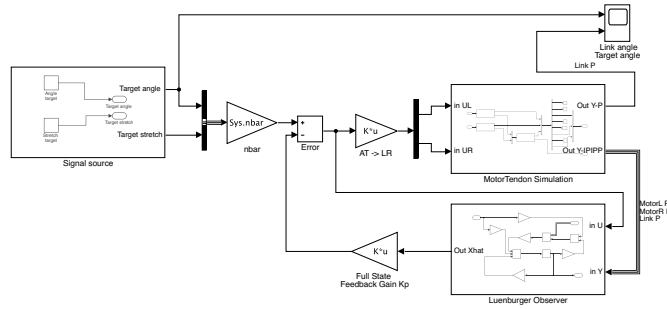 Link angle
Target angle
Link P
Target angle
Angle
target
Target angle
Stretch
target
Target stretch
Target stretch
Signal source
Sys.nbar
nbar
+
−
Error
K*u
AT -> LR
in UL
in UR
Out Y-P
Out Y-IPIPP
MotorTendon Simulation
MotorL P
MotorR
Link P
in U
in Y
Out Xhat
Luenburger Observer
K*u
Full State
Feedback Gain Kp